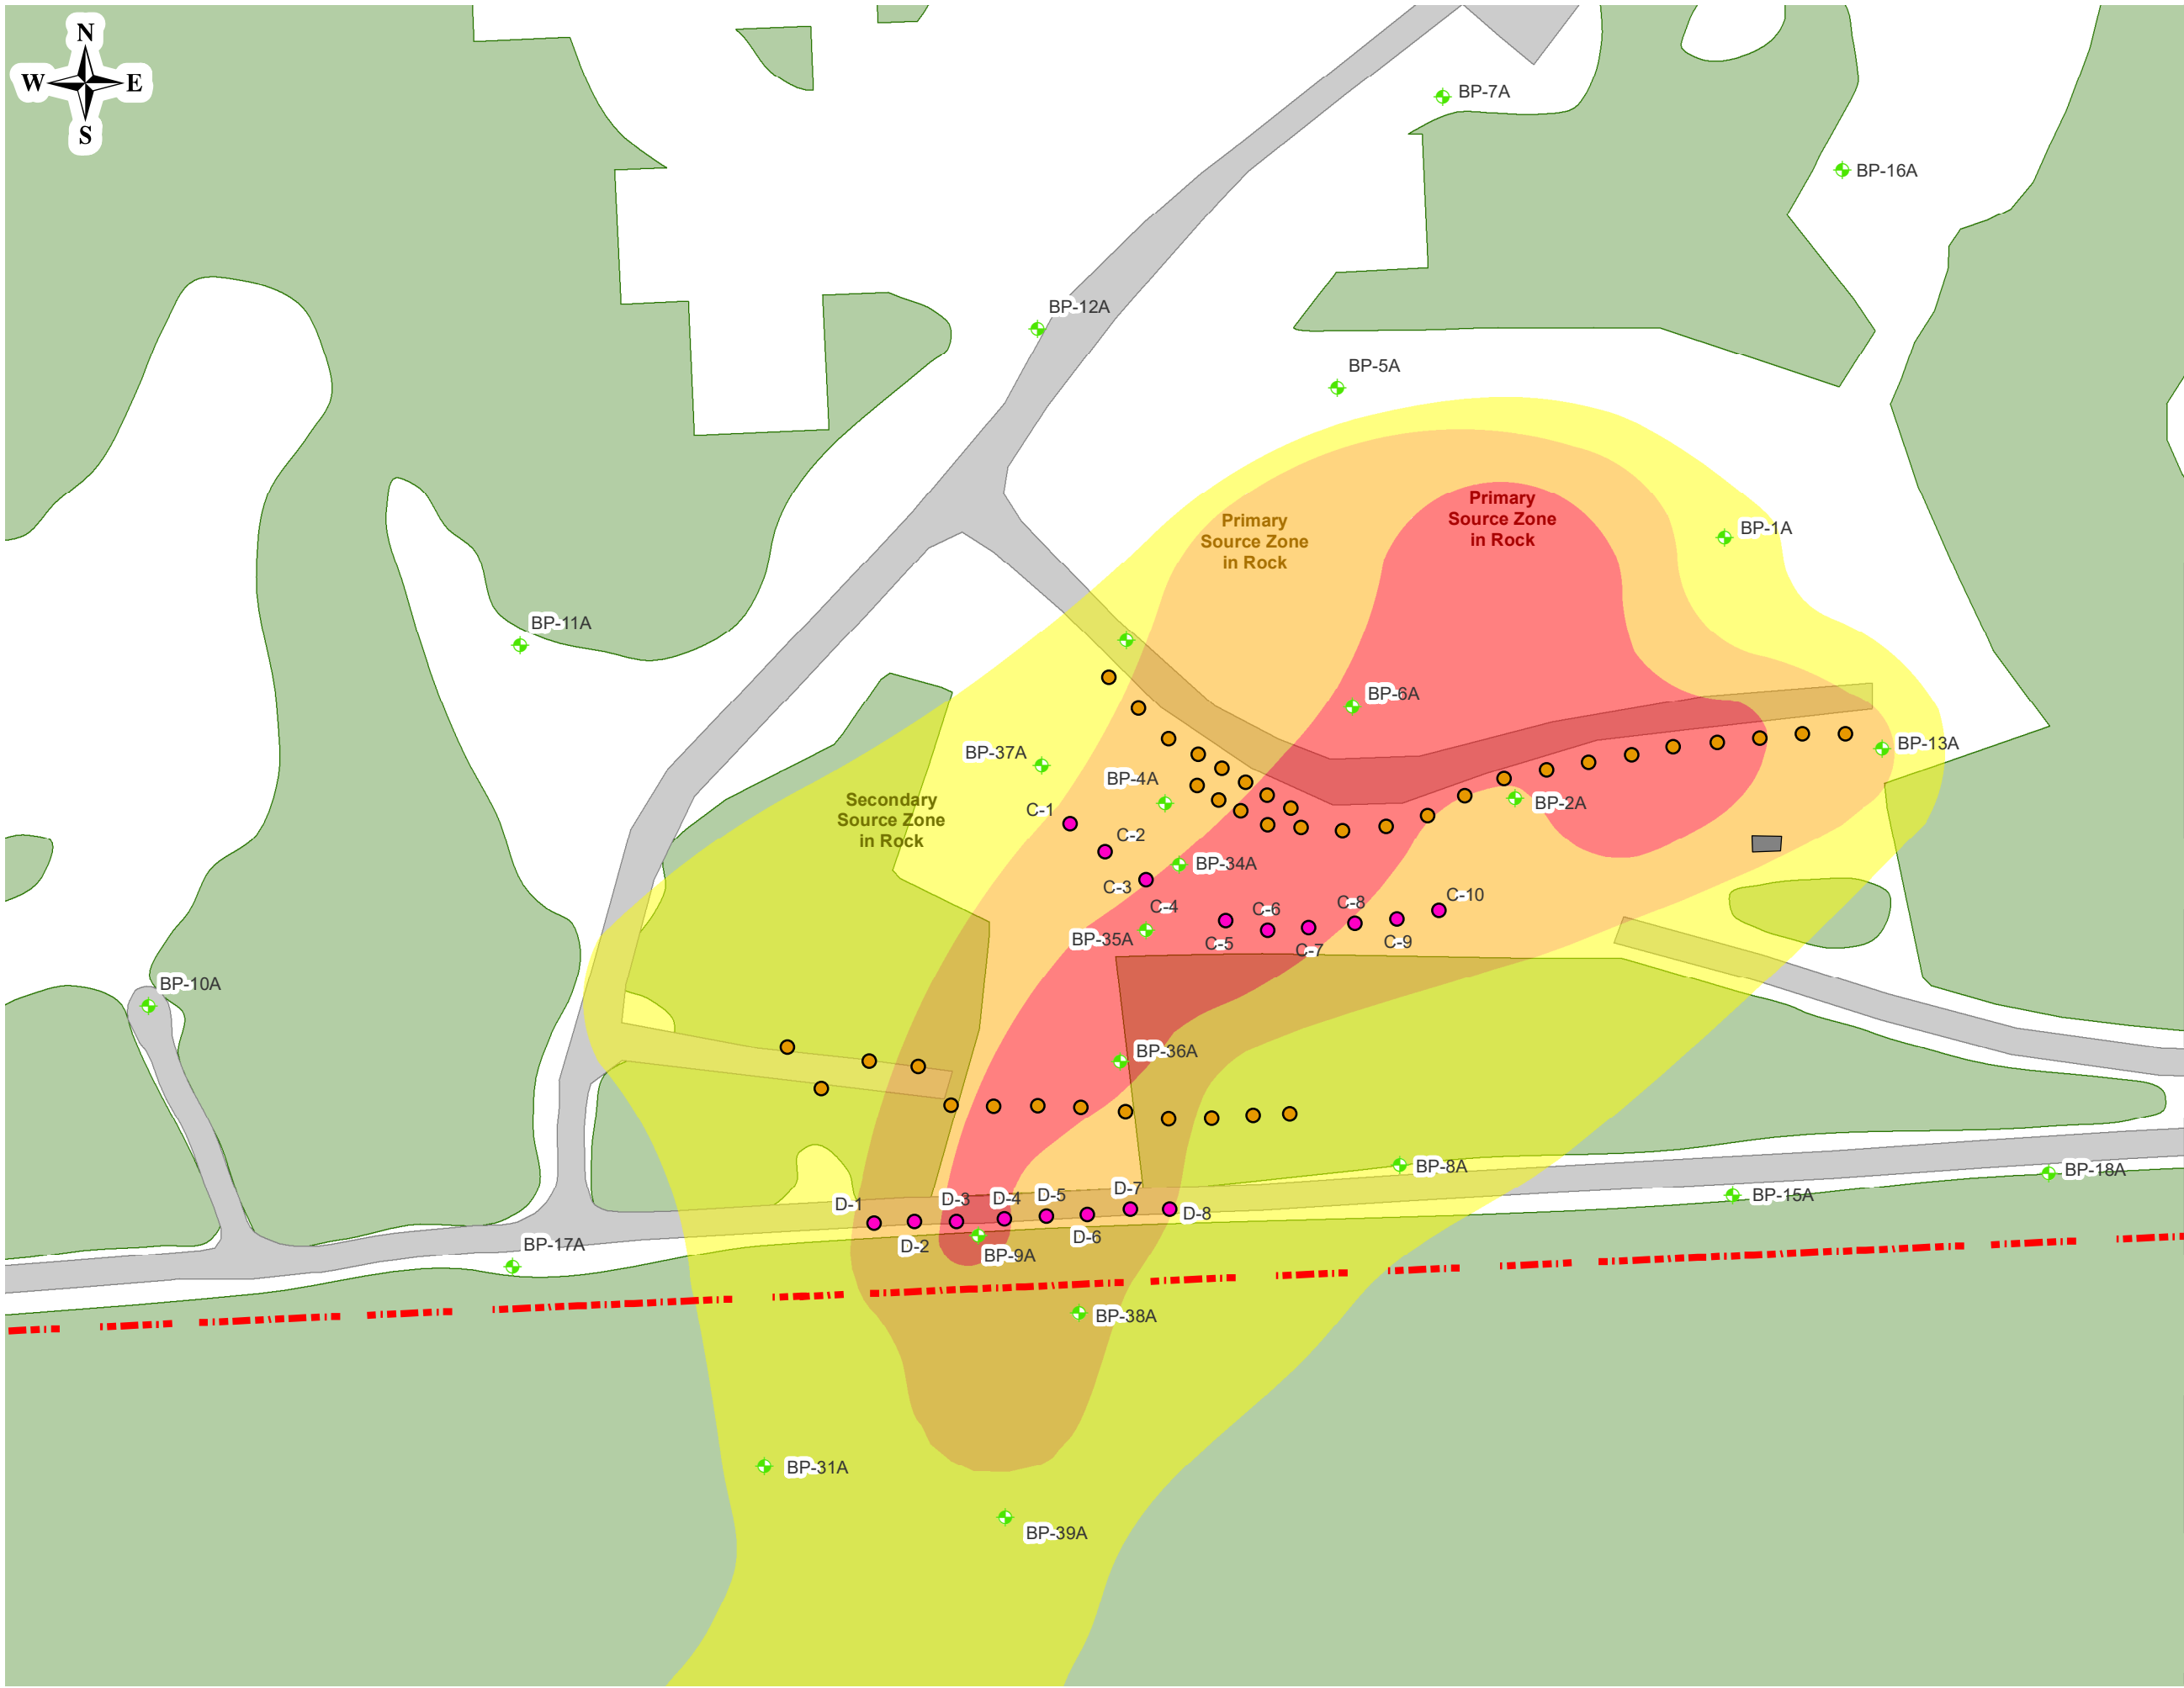 N
W E
S
BP-7A
BP-16A
BP-12A
BP-5A
Primary
Source Zone
in Rock
Primary
Source Zone
in Rock
BP-1A
BP-11A
BP-6A
BP-37A
BP-13A
BP-4A
Secondary
Source Zone
in Rock
C-1
BP-2A
C-2
BP-34A
C-3
C-4
C-6
C-8
C-10
BP-35A
C-5
C-7
C-9
BP-10A
BP-36A
BP-8A
BP-18A
D-1
D-3
D-4
D-5
D-7
D-8
BP-15A
D-2
D-6
BP-17A
BP-9A
BP-38A
BP-31A
BP-39A